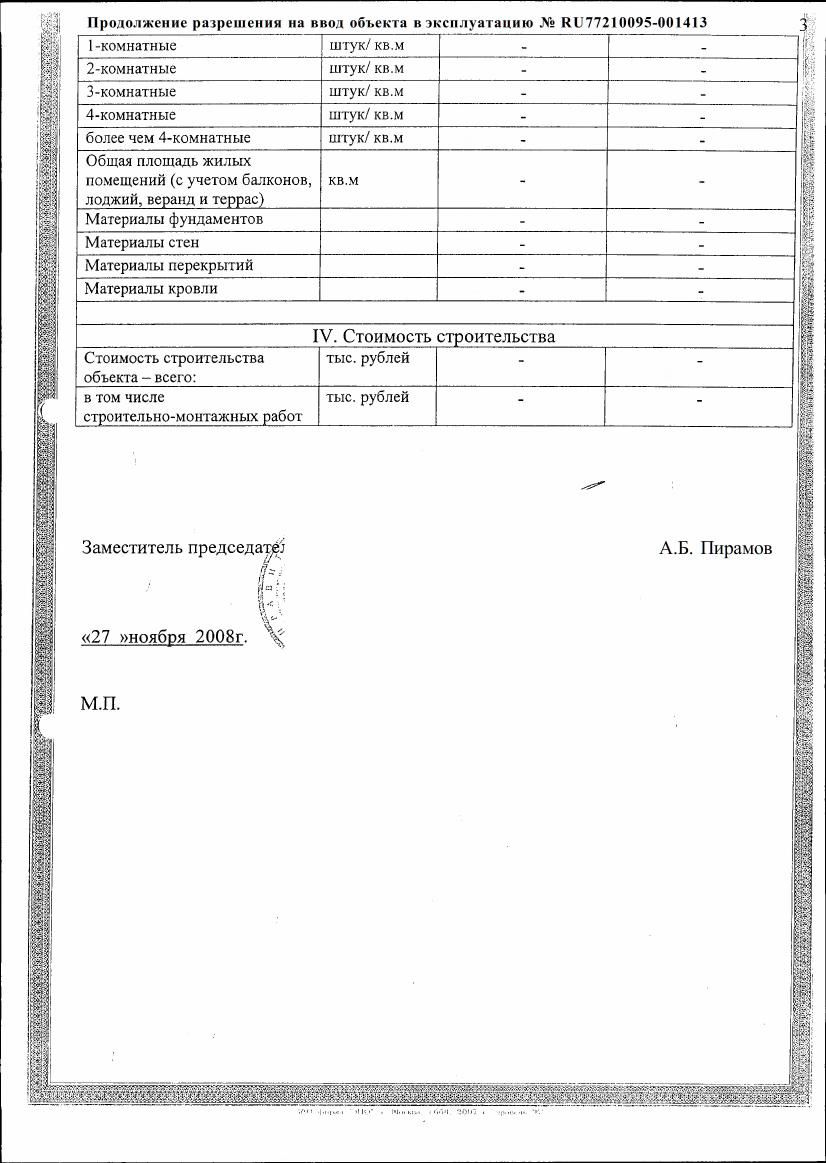 Продолжение разрешения на ввод объекта в эксплуатацию № RU77210095-001413
3
1-комнатные штук/ кв.м - -
2-комнатные штук/ кв.м - -
3-комнатные штук/ кв.м - -
4-комнатные штук/ кв.м - -
более чем 4-комнатные штук/ кв.м - -
Общая площадь жилых
помещений (с учетом балконов, кв.м - -
лоджий, веранд и террас)
Материалы фундаментов - -
Материалы стен - -
Материалы перекрытий - -
Материалы кровли - -
IV. Стоимость строительства
Стоимость строительства тыс. рублей - -
объекта – всего:
в том числе тыс. рублей - -
строительно-монтажных работ
Заместитель председател
А.Б. Пирамов
«27 »ноября 2008г.
М.П.